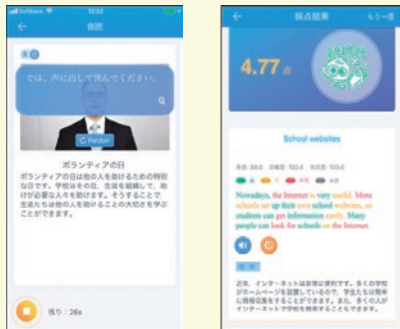 SoftBank 10:32
音読
では、声に出して読んでください。
Pardon
ボランティアの日
ボランティアの日は他の人を助けるための特別
な日です。学校はその日、生徒を組織して、助
けが必要な人々を助けます。そうすることで、
生徒たちは他の人を助けることの大切さを学ぶ
ことができます。
残り:26s
採点結果 もう一度
4.77 点
School websites
Nowadays, the Internet is very useful. More
schools set up their own school websites, so
students can get information easily. Many
people can look for schools on the Internet.
近年、インターネットは非常に便利です。多くの学校
がホームページを設置しているので、学生たちは簡単
に情報収集をすることができます。また、多くの人が
インターネットで学校を検索することもできます。